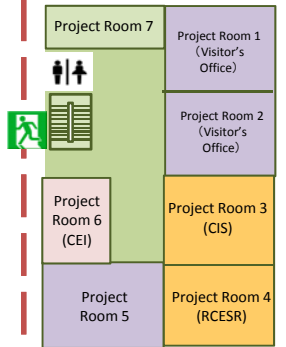 Project Room 7
Project Room 1
(Visitor's
Office)
Project Room 2
(Visitor's
Office)
Project
Room 6
(CEI)
Project Room 3
(CIS)
Project
Room 5
Project Room 4
(RCESR)